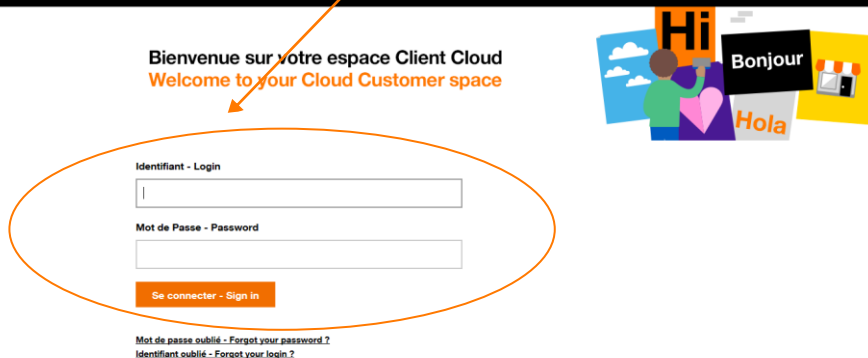 Hi
Bonjour
Hola
Bienvenue sur votre espace Client Cloud
Welcome to your Cloud Customer space
Identifiant - Login
Mot de Passe - Password
Se connecter - Sign in
Mot de passe oublié - Forgot your password ?
Identifiant oublié - Forgot your login ?